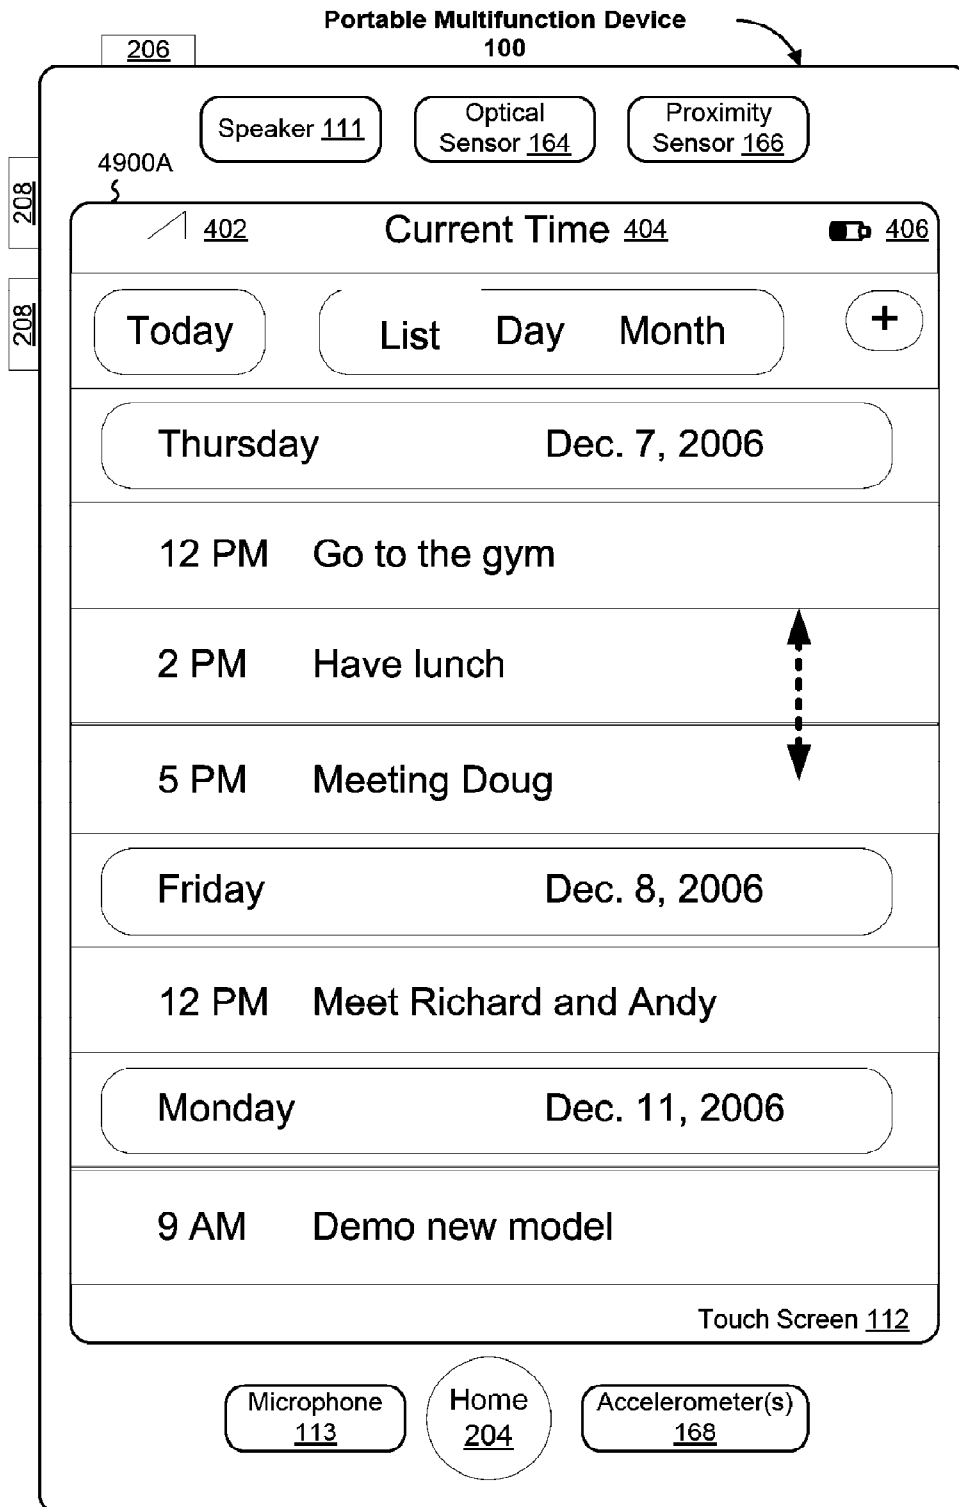 Portable Multifunction Device
100
206
Speaker 111
Optical
Sensor 164
Proximity
Sensor 166
4900A
208
208
402
Current Time 404
406
Today
List
Day
Month
+
Thursday Dec. 7, 2006
12 PM Go to the gym
2 PM Have lunch
5 PM Meeting Doug
Friday Dec. 8, 2006
12 PM Meet Richard and Andy
Monday Dec. 11, 2006
9 AM Demo new model
Touch Screen 112
Microphone
113
Home
204
Accelerometer(s)
168